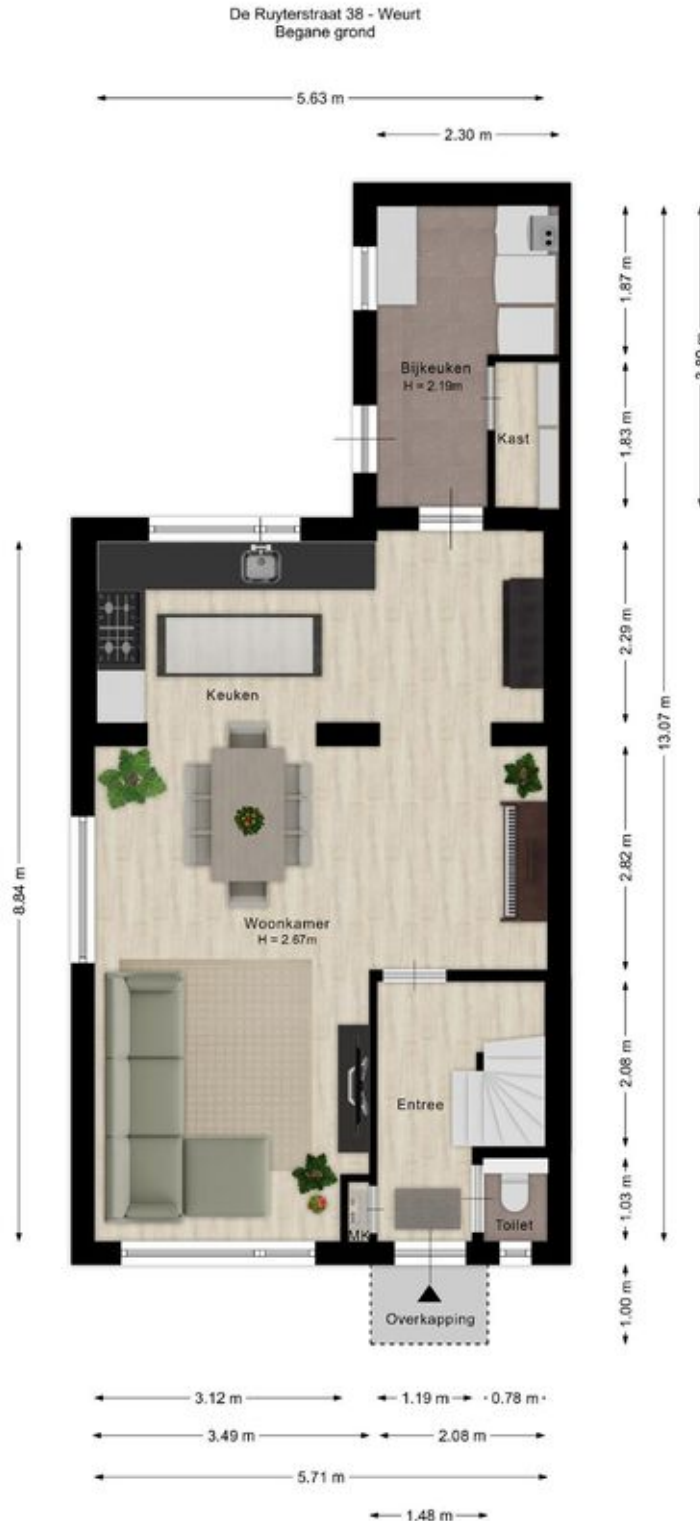 De Ruyterstraat 38 - Weurt
Begane grond
5.63 m
2.30 m
1.87 m
Bijkeuken
H = 2.19m
1.83 m
Kast
2.29 m
Keuken
13.07 m
8.84 m
2.82 m
Woonkamer
H = 2.67m
2.08 m
Entree
1.03 m
MK
Toilet
1.00 m
Overkapping
3.12 m
1.19 m
0.78 m
3.49 m
2.08 m
5.71 m
1.48 m